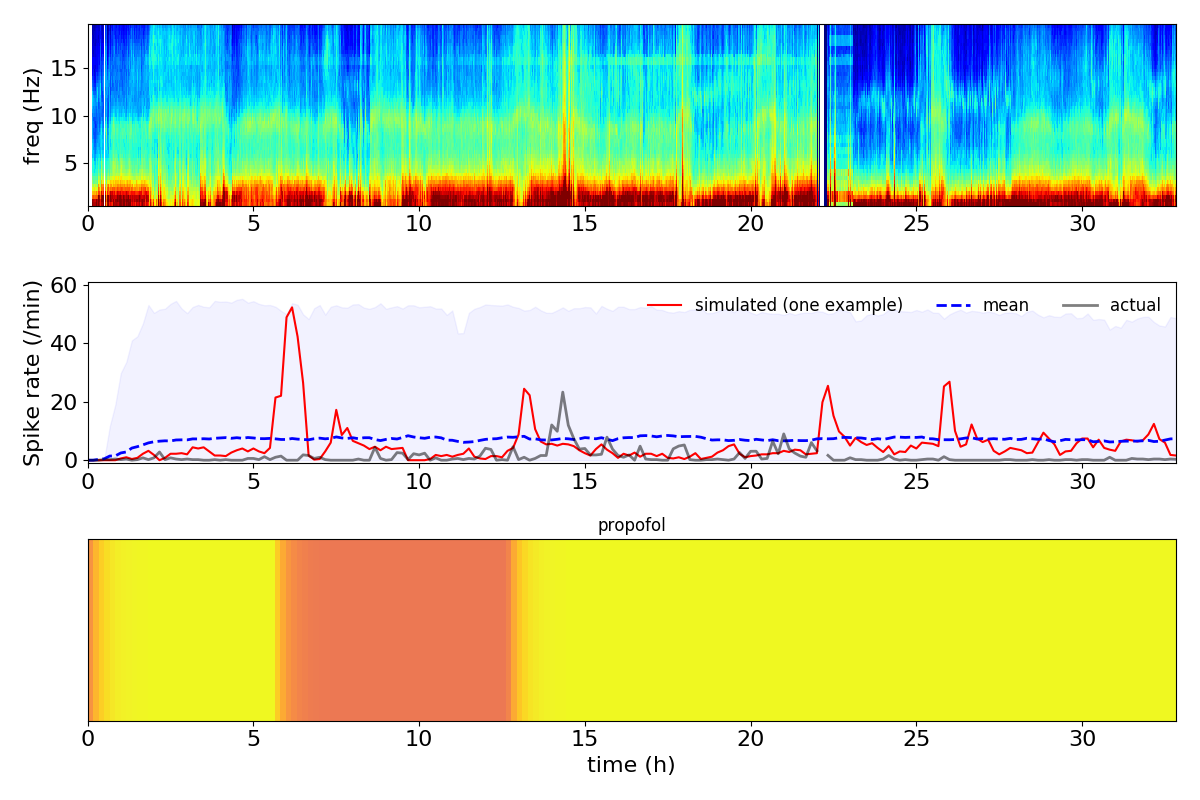 freq (Hz)
15
10
5
0 5 10 15 20 25 30
Spike rate (/min)
60
40
20
0
simulated (one example) mean actual
0 5 10 15 20 25 30
propofol
0 5 10 15 20 25 30
time (h)